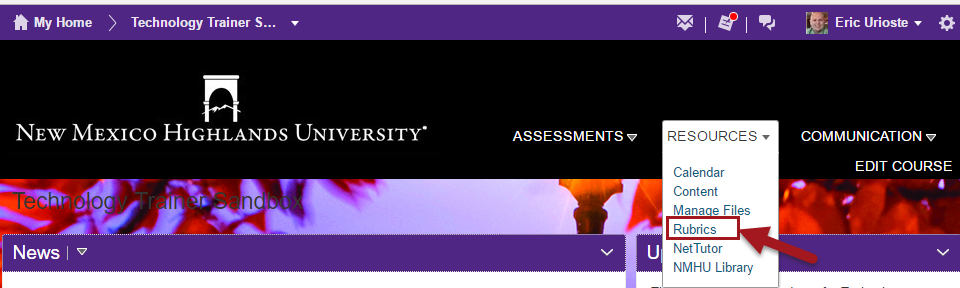 My Home
Technology Trainer S...
Eric Urioste
NEW MEXICO HIGHLANDS UNIVERSITY
ASSESSMENTS
RESOURCES
COMMUNICATION
EDIT COURSE
Calendar
Content
Manage Files
Rubrics
NetTutor
NMHU Library
Technology Trainer Sandbox
News